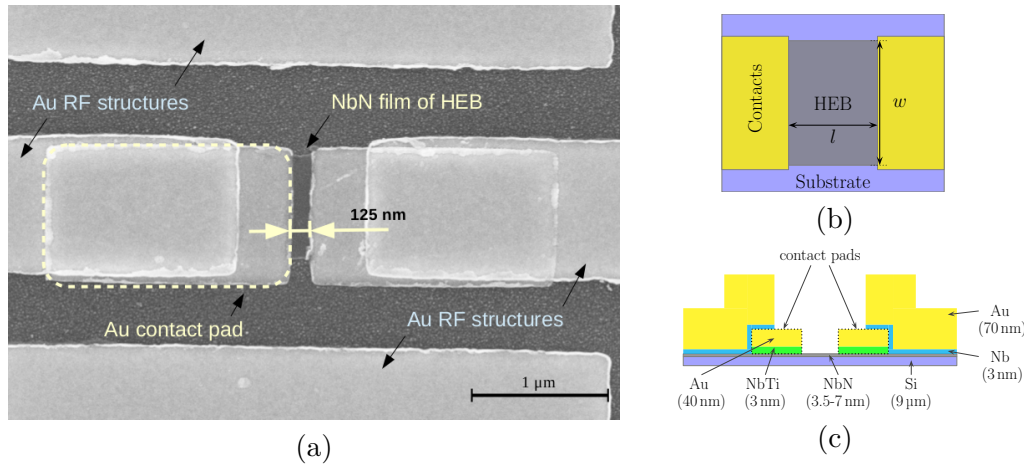 Au RF structures
NbN film of HEB
125 nm
Au contact pad
Au RF structures
1 µm
(a)
Contacts
HEB
l
w
Substrate
(b)
contact pads
Au
(70 nm)
Nb
(3 nm)
Au
(40 nm)
NbTi
(3 nm)
NbN
(3.5-7 nm)
Si
(9 µm)
(c)